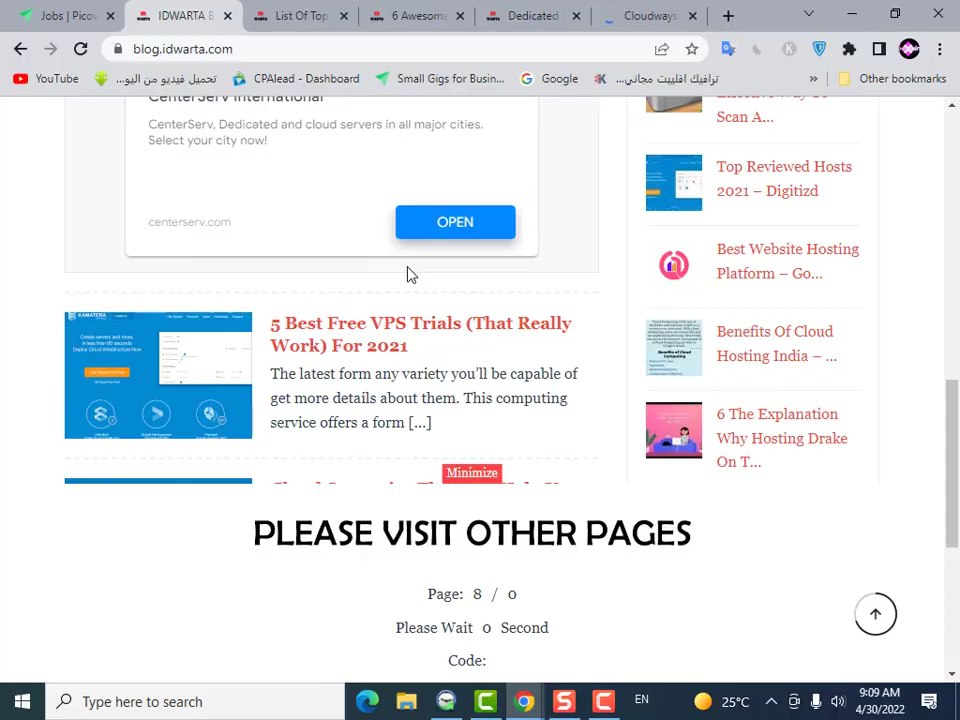 Jobs | Picov
IDWARTA B
List Of Top
6 Awesom
Dedicated
Cloudways
blog.idwarta.com
YouTube
تحميل فيديو من اليو...
CPAlead - Dashboard
Small Gigs for Busin...
Google
ترافيك افلييت مجاني...
»
Other bookmarks
CenterServ International
CenterServ, Dedicated and cloud servers in all major cities.
Select your city now!
centerserv.com
OPEN
5 Best Free VPS Trials (That Really
Work) For 2021
The latest form any variety you'll be capable of
get more details about them. This computing
service offers a form [...]
Minimize
Effective Way To
Scan A...
Top Reviewed Hosts
2021 – Digitizd
Best Website Hosting
Platform – Go...
Benefits Of Cloud
Hosting India – ...
6 The Explanation
Why Hosting Drake
On T...
PLEASE VISIT OTHER PAGES
Page: 8 / 0
Please Wait 0 Second
Code:
Type here to search
25°C
EN
9:09 AM
4/30/2022